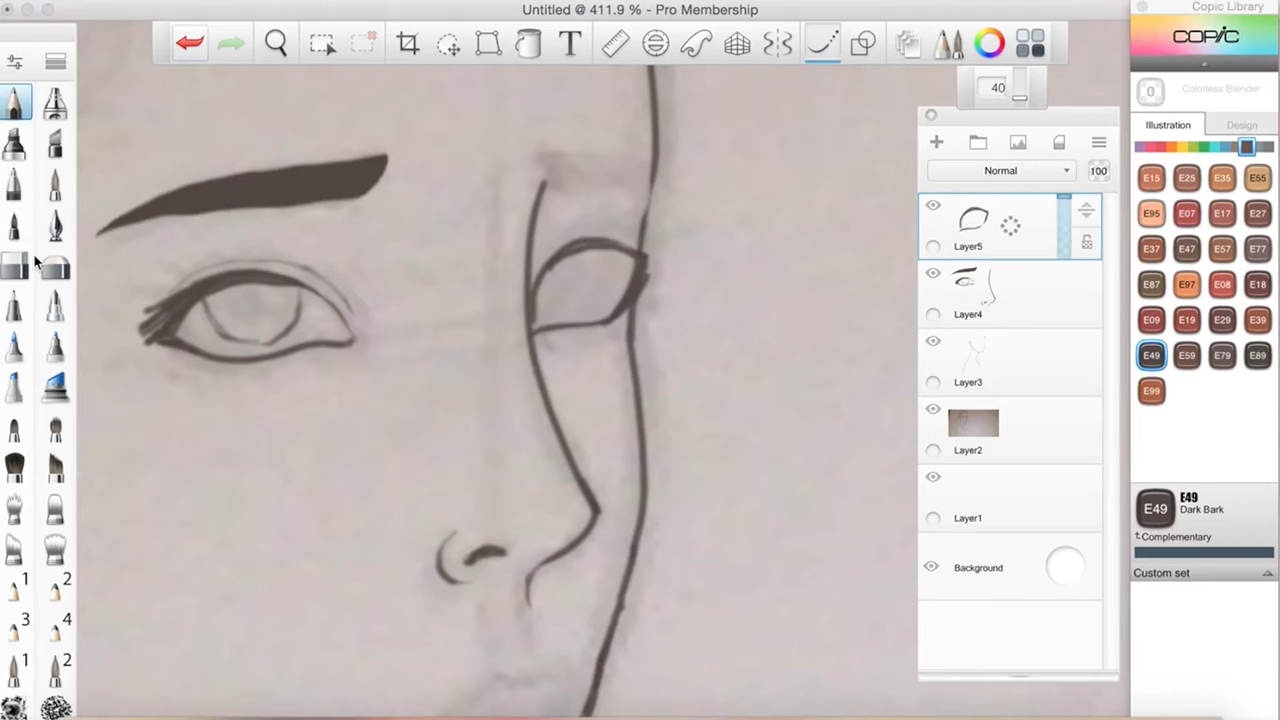 Untitled @ 411.9 % - Pro Membership
Copic Library
T
COPIC
40
0
Colorless Blender
Illustration
Design
Normal
100
E15
E25
E35
E55
E95
E07
E17
E27
E37
E47
E57
E77
E87
E97
E08
E18
E09
E19
E29
E39
E49
E59
E79
E89
E99
Layer5
Layer4
Layer3
Layer2
Layer1
Background
E49
E49
Dark Bark
Complementary
Custom set
1
2
3
4
1
2